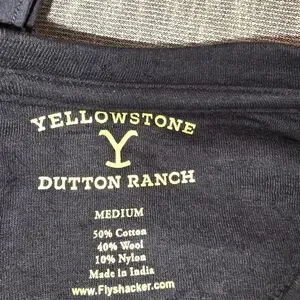 YELLOWSTONE
Y
DUTTON RANCH
MEDIUM
50% Cotton
40% Wool
10% Nylon
Made in India
www.Flyshacker.com